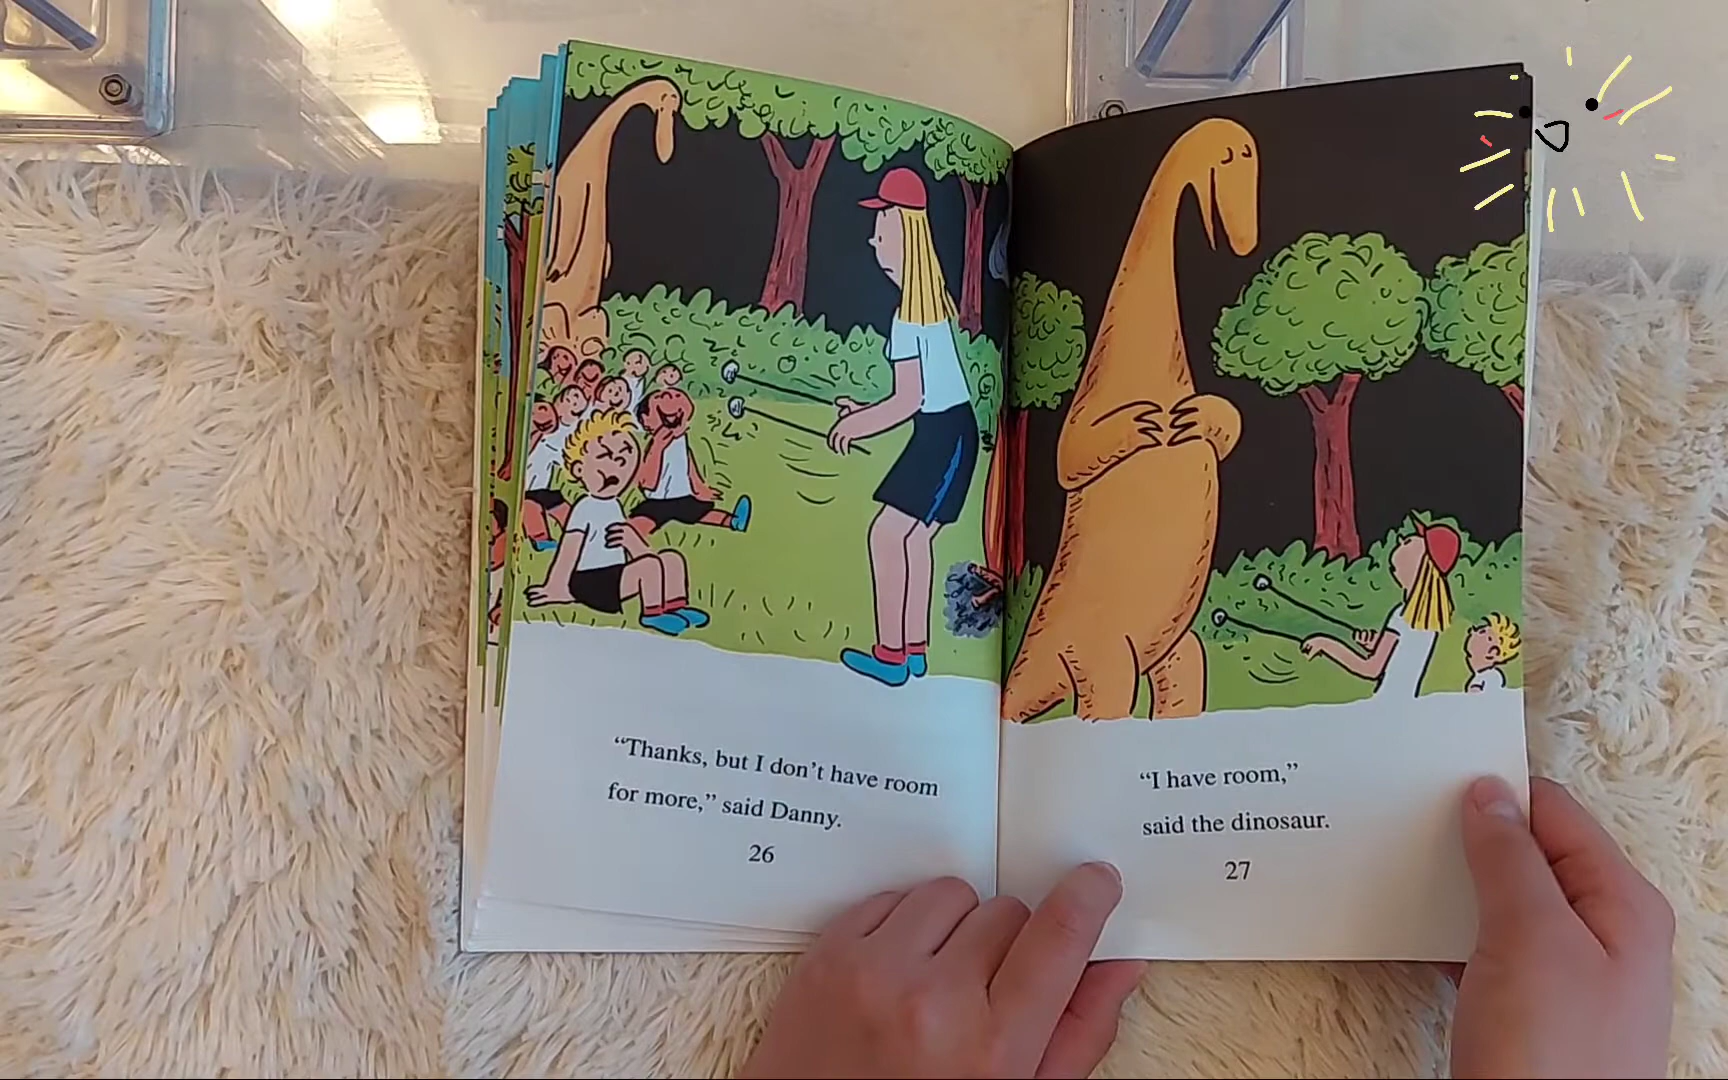 “Thanks, but I don’t have room
for more,” said Danny.
26
“I have room,”
said the dinosaur.
27